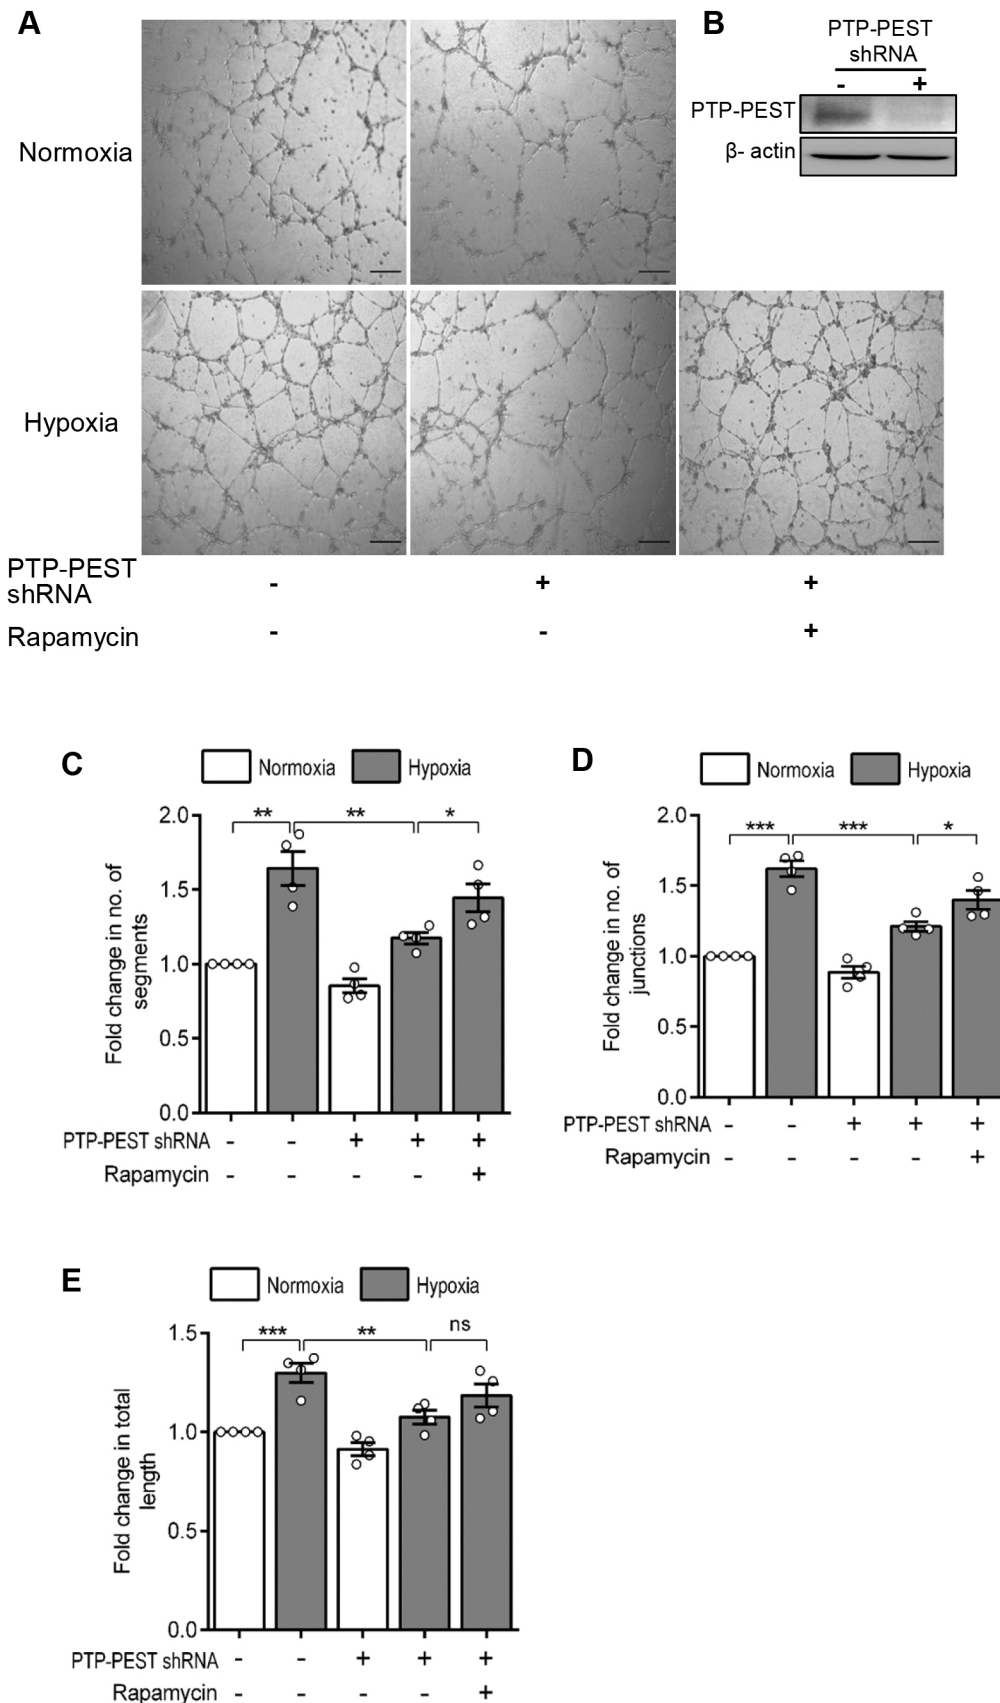 A
B
PTP-PEST
shRNA
- +
PTP-PEST
β- actin
Normoxia
Hypoxia
PTP-PEST
shRNA
- + +
Rapamycin - - +
C
Normoxia Hypoxia
2.0
1.5
1.0
0.5
0.0
Fold change in no. of
segments
** ** *
PTP-PEST shRNA - - + + +
Rapamycin - - - - +
D
Normoxia Hypoxia
2.0
1.5
1.0
0.5
0.0
Fold change in no. of
junctions
*** *** *
PTP-PEST shRNA - - + + +
Rapamycin - - - - +
E
Normoxia Hypoxia
1.5
1.0
0.5
0.0
Fold change in total
length
*** ** ns
PTP-PEST shRNA - - + + +
Rapamycin - - - - +